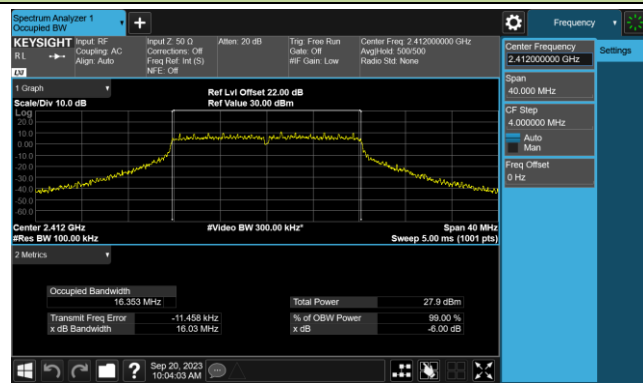 Spectrum Analyzer 1
Occupied BW
+
Frequency
KEYSIGHT
Input: RF
Coupling: AC
Align: Auto
Input Z: 50 Ω
Corrections: Off
Freq Ref: Int (S)
NFE: Off
Atten: 20 dB
Trig: Free Run
Gate: Off
#IF Gain: Low
Center Freq: 2.412000000 GHz
Avg|Hold: 500/500
Radio Std: None
RL
LXI
1 Graph
Scale/Div 10.0 dB
Ref Lvl Offset 22.00 dB
Ref Value 30.00 dBm
Log
20.0
10.0
0.00
-10.0
-20.0
-30.0
-40.0
-50.0
-60.0
Center 2.412 GHz
#Video BW 300.00 kHz*
Span 40 MHz
#Res BW 100.00 kHz
Sweep 5.00 ms (1001 pts)
2 Metrics
Occupied Bandwidth
16.353 MHz
Total Power 27.9 dBm
Transmit Freq Error -11.458 kHz
% of OBW Power 99.00 %
x dB Bandwidth 16.03 MHz
x dB -6.00 dB
Center Frequency
2.412000000 GHz
Settings
Span
40.000 MHz
CF Step
4.000000 MHz
Auto
Man
Freq Offset
0 Hz
?
Sep 20, 2023
10:04:03 AM